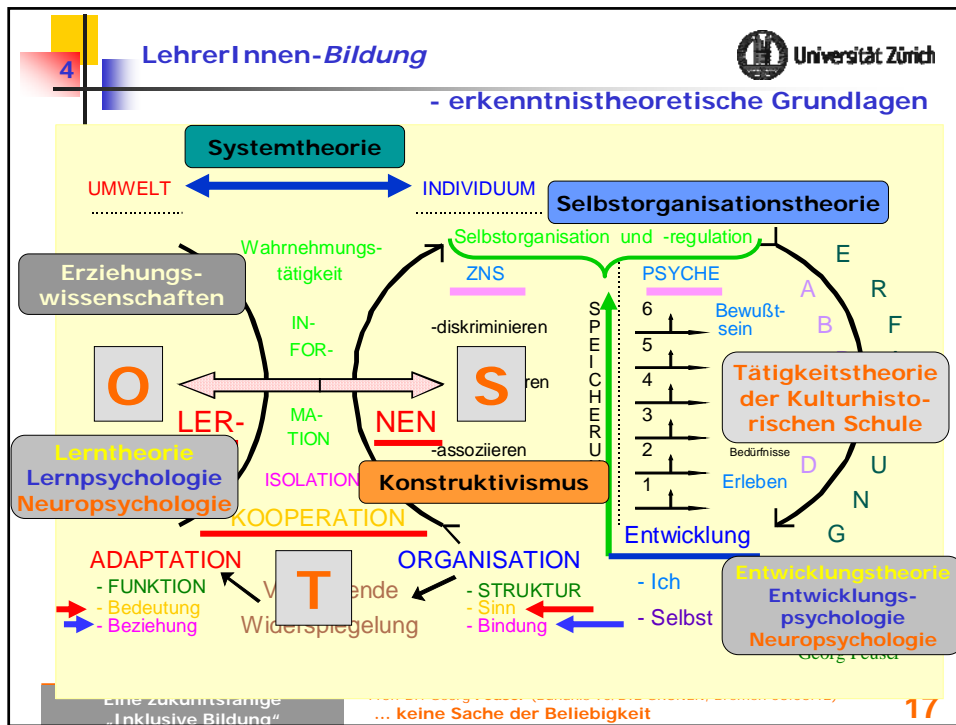 4
LehrerInnen-Bildung
Universität Zürich
- erkenntnistheoretische Grundlagen
Systemtheorie
UMWELT
INDIVIDUUM
Selbstorganisationstheorie
Selbstorganisation und -regulation
Erziehungs-
wissenschaften
Wahrnehmungs-
tätigkeit
IN-
FOR-
MA-
TION
ISOLATION
O
S
T
LER-
NEN
Lerntheorie
Lernpsychologie
Neuropsychologie
KOOPERATION
ZNS
-diskriminieren
-assoziieren
Konstruktivismus
PSYCHE
6
5
4
3
2
1
Bewußt-
sein
Bedürfnisse
Erleben
E
R
F
U
N
G
A
B
D
Tätigkeitstheorie
der Kulturhisto-
rischen Schule
ADAPTATION
- FUNKTION
- Bedeutung
- Beziehung
Widerspiegelung
ORGANISATION
- STRUKTUR
- Sinn
- Bindung
Entwicklung
- Ich
- Selbst
Entwicklungstheorie
Entwicklungs-
psychologie
Neuropsychologie
Eine zukunftsfähige
„Inklusive Bildung“
... keine Sache der Beliebigkeit
17